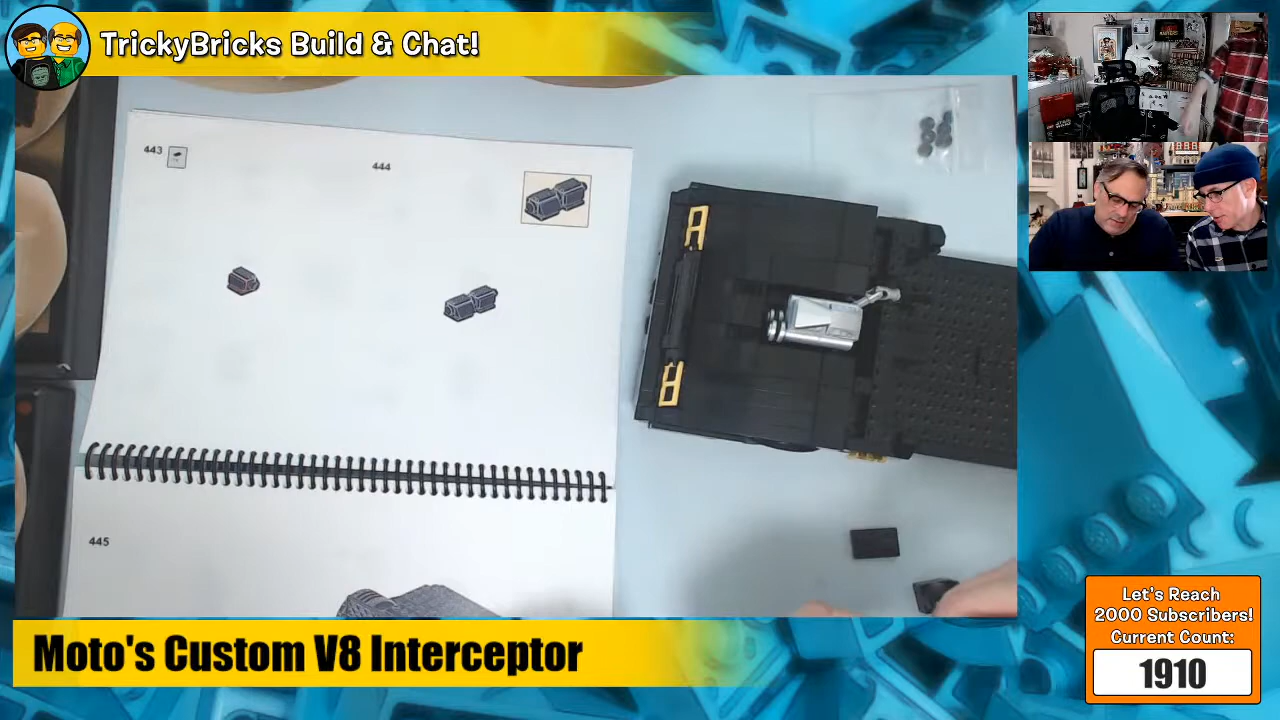 TrickyBricks Build & Chat!
443
444
445
Moto's Custom V8 Interceptor
Let's Reach
2000 Subscribers!
Current Count:
1910